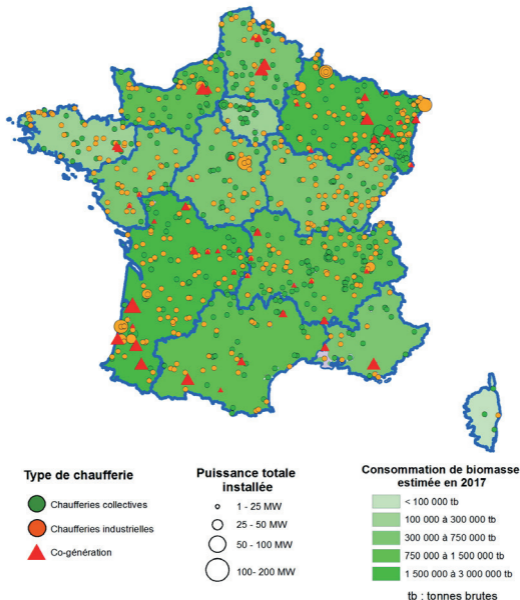 Type de chaufferie
Chaufferies collectives
Chaufferies industrielles
Co-génération
Puissance totale
installée
1 - 25 MW
25 - 50 MW
50 - 100 MW
100- 200 MW
Consommation de biomasse
estimée en 2017
< 100 000 tb
100 000 à 300 000 tb
300 000 à 750 000 tb
750 000 à 1 500 000 tb
1 500 000 à 3 000 000 tb
tb : tonnes brutes